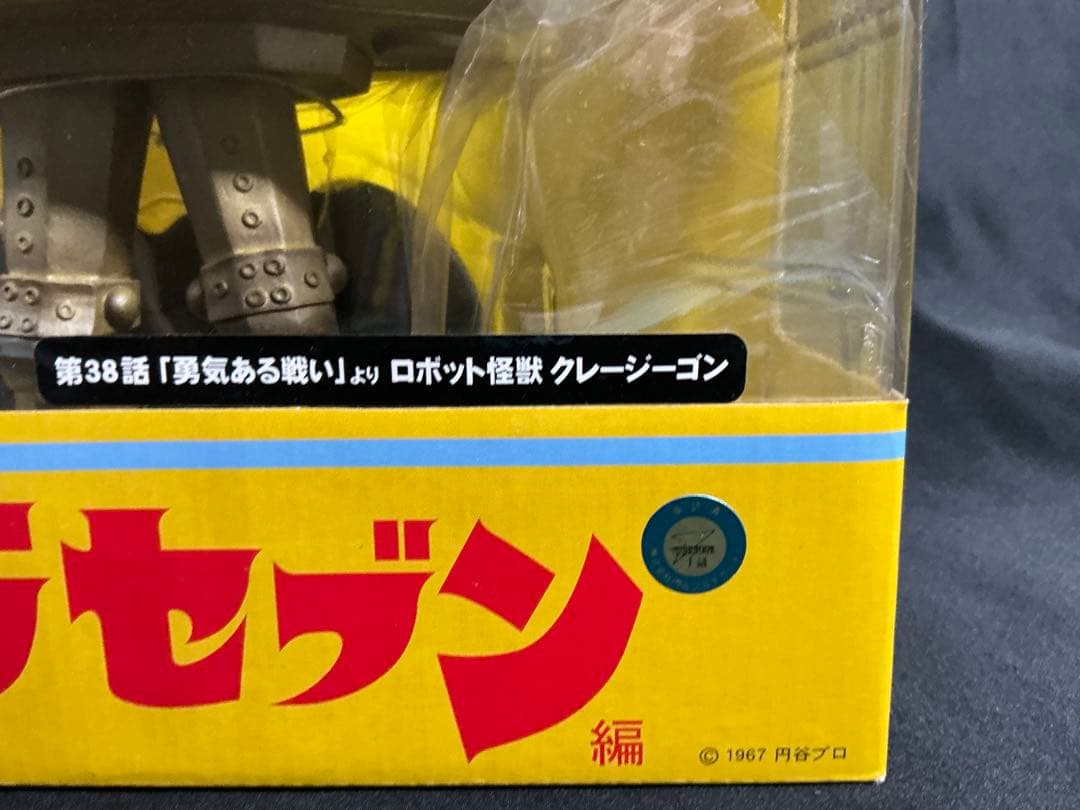 第38話「勇気ある戦い」より ロボット怪獣 クレージーゴン
ラセブン
編
© 1967 円谷プロ